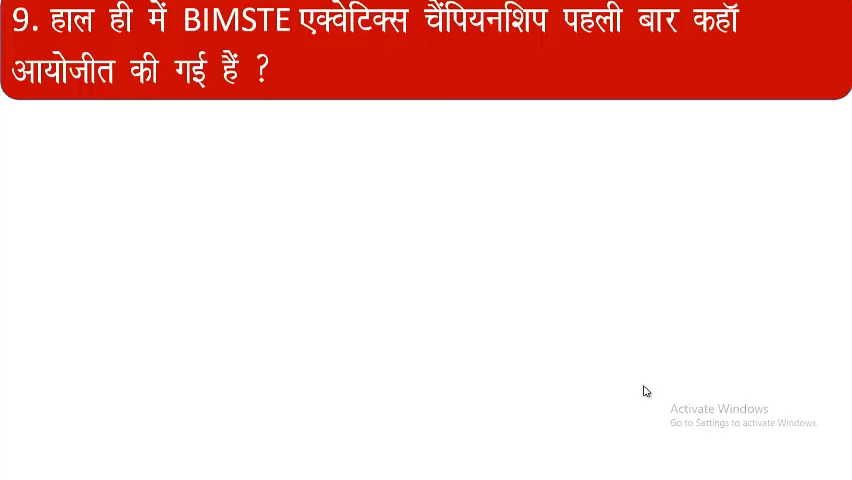 9. हाल ही में BIMSTE एक्वेटिक्स चैंपियनशिप पहली बार कहॉ
आयोजीत की गई हैं ?
Activate Windows
Go to Settings to activate Windows.